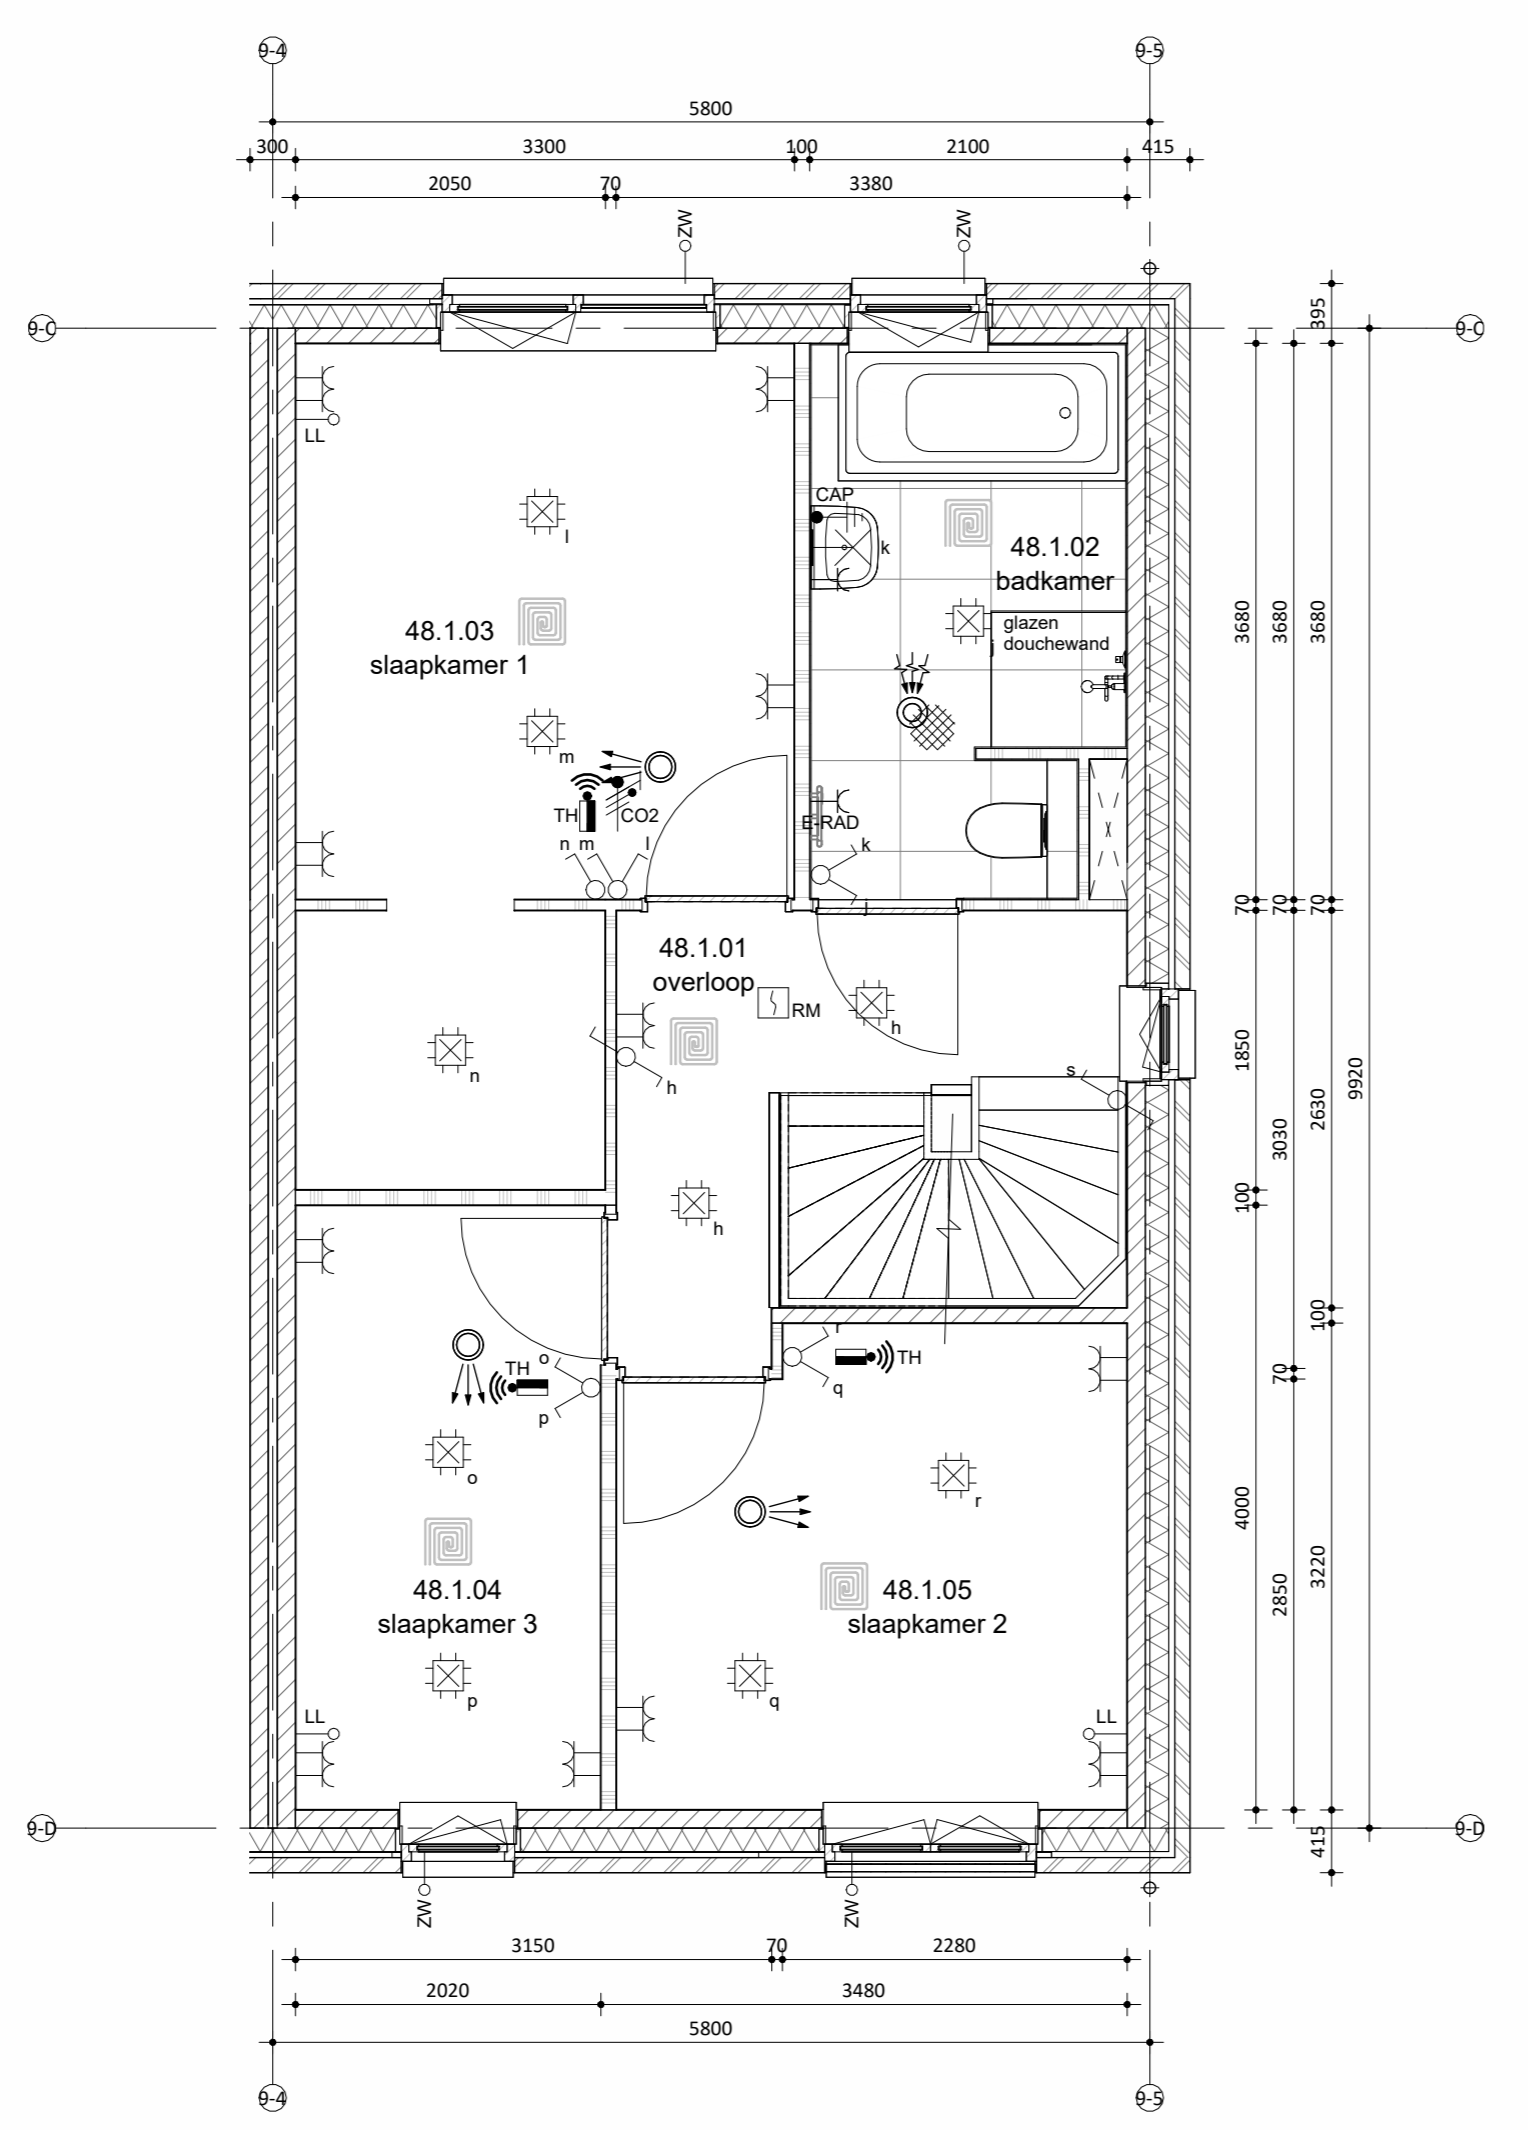 9-4
9-5
5800
300
3300
100
2100
415
2050
70
3380
ZW
ZW
9-C
9-C
395
LL
l
CAP
k
48.1.02
badkamer
glazen
douchewand
48.1.03
slaapkamer 1
3680
3680
3680
m
TH
CO2
E-RAD
n
m
l
k
j
70
70
70
48.1.01
overloop
RM
h
n
h
s
1850
9920
2630
3030
100
h
100
r
TH
q
70
TH
o
p
o
r
4000
3220
2850
48.1.04
slaapkamer 3
48.1.05
slaapkamer 2
p
q
LL
LL
9-D
9-D
415
ZW
ZW
3150
70
2280
2020
3480
5800
9-4
9-5